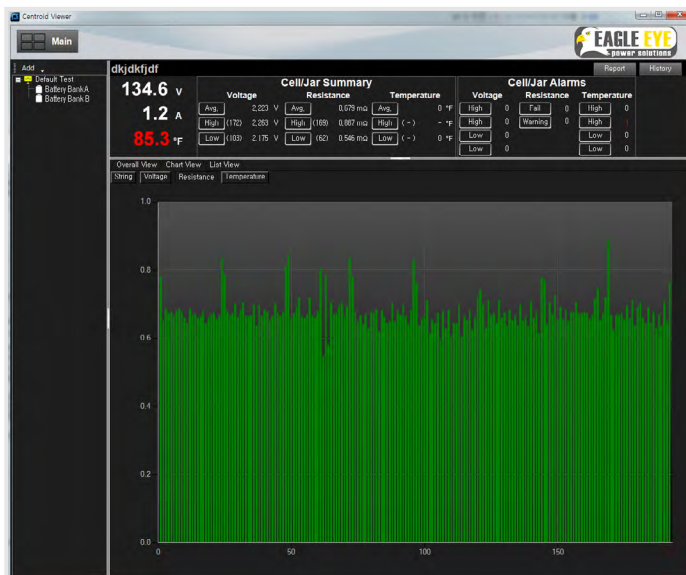 Centroid Viewer
Main
EAGLE EYE
power solutions
Add
Default Test
Battery Bank A
Battery Bank B
dkjdkfjdf
Report History
134.6 V
1.2 A
85.3 °F
Cell/Jar Summary
Voltage Resistance Temperature
Avg. 2,223 V Avg. 0,679 mΩ Avg. 0 °F
High (172) 2,263 V High (169) 0,887 mΩ High ( - ) - °F
Low (103) 2.175 V Low (62) 0.546 mΩ Low ( - ) 0 °F
Cell/Jar Alarms
Voltage Resistance Temperature
High 0 Fail 0 High 0
High 0 Warning 0 High 1
Low 0 Low 0
Low 0 Low 0
Overall View Chart View List View
String Voltage Resistance Temperature
1.0
0.8
0.6
0.4
0.2
0.0
0 50 100 150